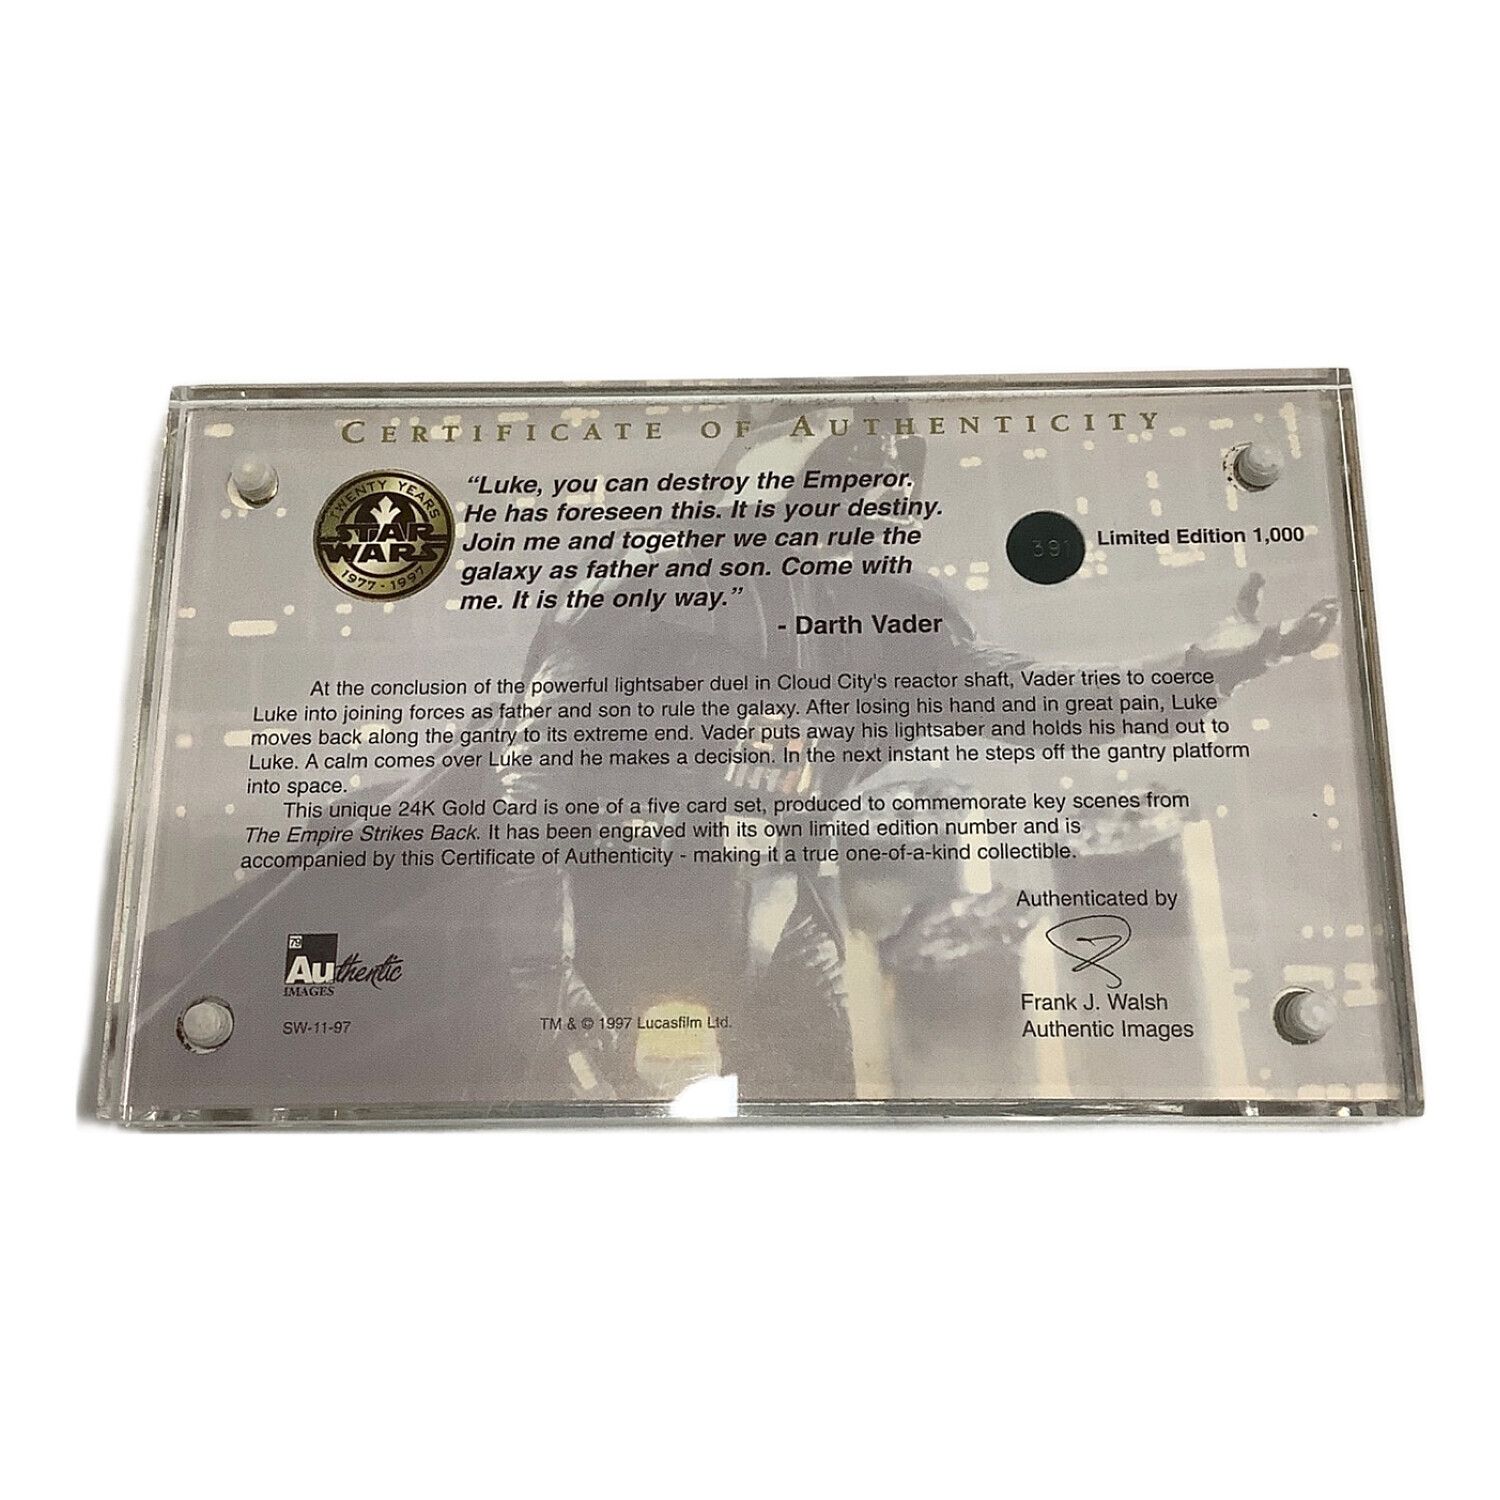 CERTIFICATE OF AUTHENTICITY
TWENTY YEARS
STAR
WARS
1977 - 1997
“Luke, you can destroy the Emperor.
He has foreseen this. It is your destiny.
Join me and together we can rule the
galaxy as father and son. Come with
me. It is the only way.”
- Darth Vader
391
Limited Edition 1,000
At the conclusion of the powerful lightsaber duel in Cloud City's reactor shaft, Vader tries to coerce
Luke into joining forces as father and son to rule the galaxy. After losing his hand and in great pain, Luke
moves back along the gantry to its extreme end. Vader puts away his lightsaber and holds his hand out to
Luke. A calm comes over Luke and he makes a decision. In the next instant he steps off the gantry platform
into space.
This unique 24K Gold Card is one of a five card set, produced to commemorate key scenes from
The Empire Strikes Back. It has been engraved with its own limited edition number and is
accompanied by this Certificate of Authenticity - making it a true one-of-a-kind collectible.
79
Authentic
IMAGES
SW-11-97
TM & © 1997 Lucasfilm Ltd.
Authenticated by
Frank J. Walsh
Authentic Images